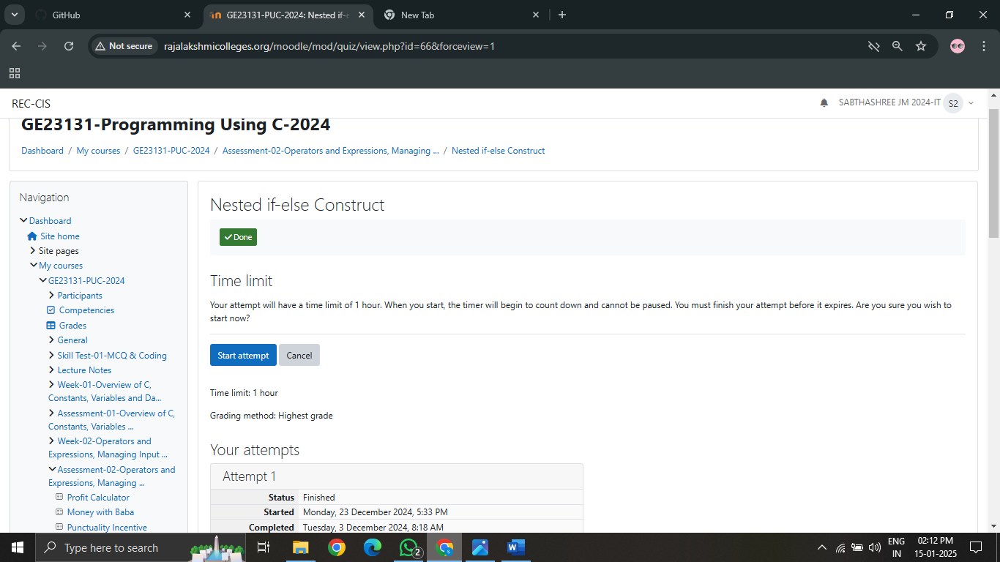 GitHub
GE23131-PUC-2024: Nested if-e
New Tab
Not secure
rajalakshmicolleges.org/moodle/mod/quiz/view.php?id=66&forceview=1
REC-CIS
SABTHASHREE JM 2024-IT
S2
GE23131-Programming Using C-2024
Dashboard / My courses / GE23131-PUC-2024 / Assessment-02-Operators and Expressions, Managing ... / Nested if-else Construct
Navigation
Dashboard
Site home
Site pages
My courses
GE23131-PUC-2024
Participants
Competencies
Grades
General
Skill Test-01-MCQ & Coding
Lecture Notes
Week-01-Overview of C,
Constants, Variables and Da...
Assessment-01-Overview of C,
Constants, Variables ...
Week-02-Operators and
Expressions, Managing Input ...
Assessment-02-Operators and
Expressions, Managing ...
Profit Calculator
Money with Baba
Punctuality Incentive
Nested if-else Construct
Done
Time limit
Your attempt will have a time limit of 1 hour. When you start, the timer will begin to count down and cannot be paused. You must finish your attempt before it expires. Are you sure you wish to
start now?
Start attempt
Cancel
Time limit: 1 hour
Grading method: Highest grade
Your attempts
Attempt 1
Status Finished
Started Monday, 23 December 2024, 5:33 PM
Completed Tuesday, 3 December 2024, 8:18 AM
Type here to search
2
W
ENG
IN
02:12 PM
15-01-2025